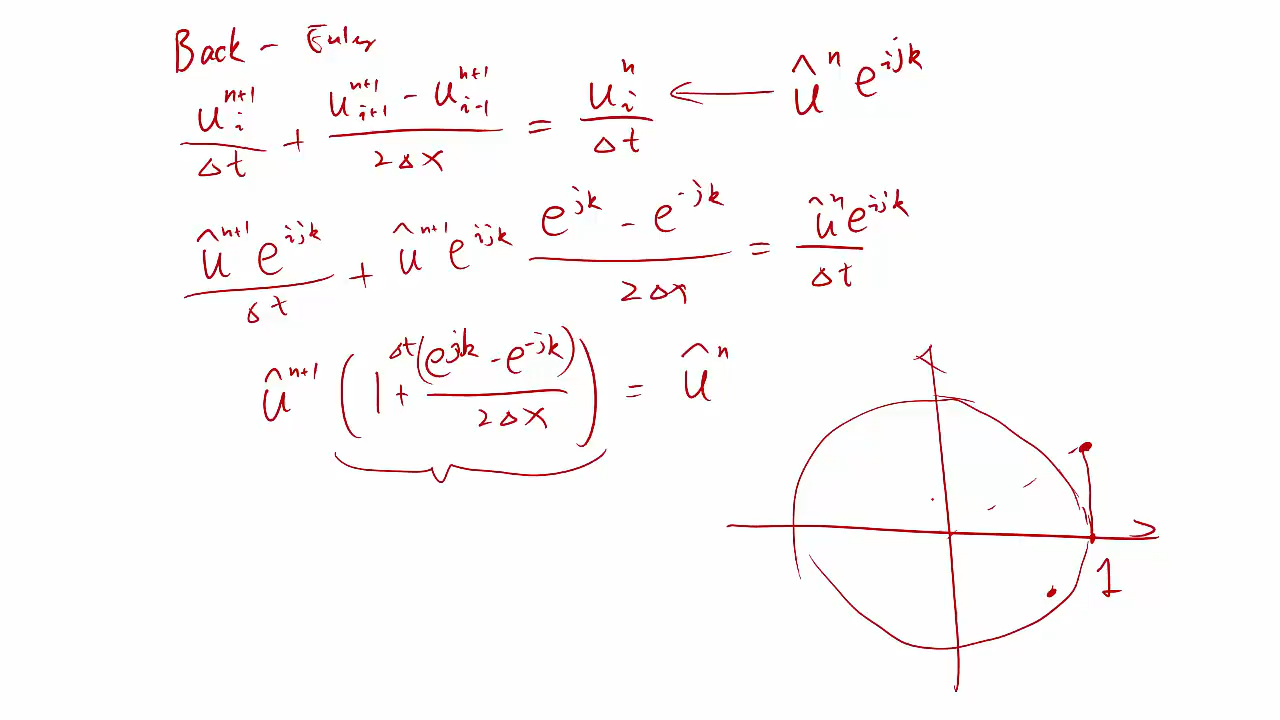 Back - Euler
u_i^{n+1}/Δt + (u_{i+1}^{n+1} - u_{i-1}^{n+1})/2Δx = u_i^n/Δt ← û^n e^{ijk}
û^{n+1} e^{ijk}/Δt + û^{n+1} e^{ijk} (e^{jk} - e^{-jk})/2Δx = û^n e^{ijk}/Δt
û^{n+1} (1 + Δt(e^{jk} - e^{-jk})/2Δx) = û^n
1